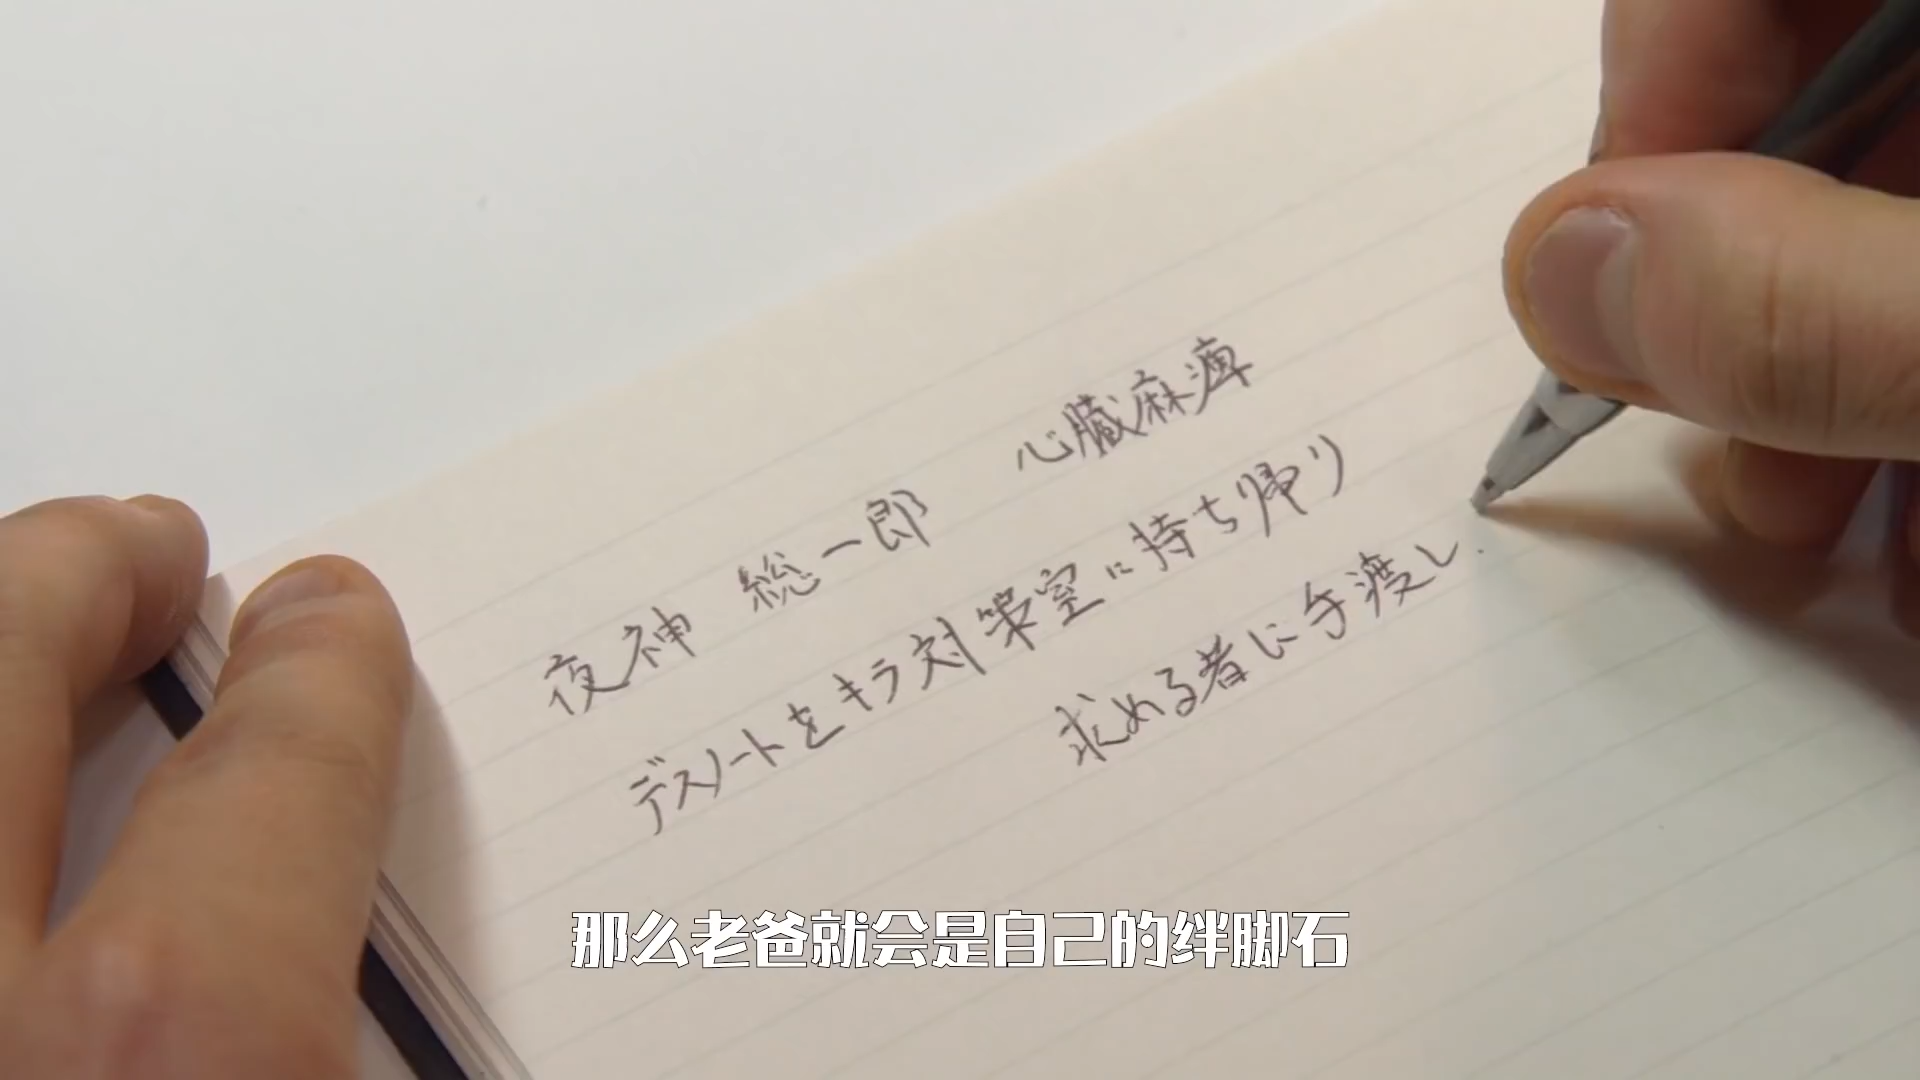 夜神 総一郎 心臓麻痺
デスノートをキラ対策室に持ち帰り
求める者に手渡し
那么老爸就会是自己的绊脚石